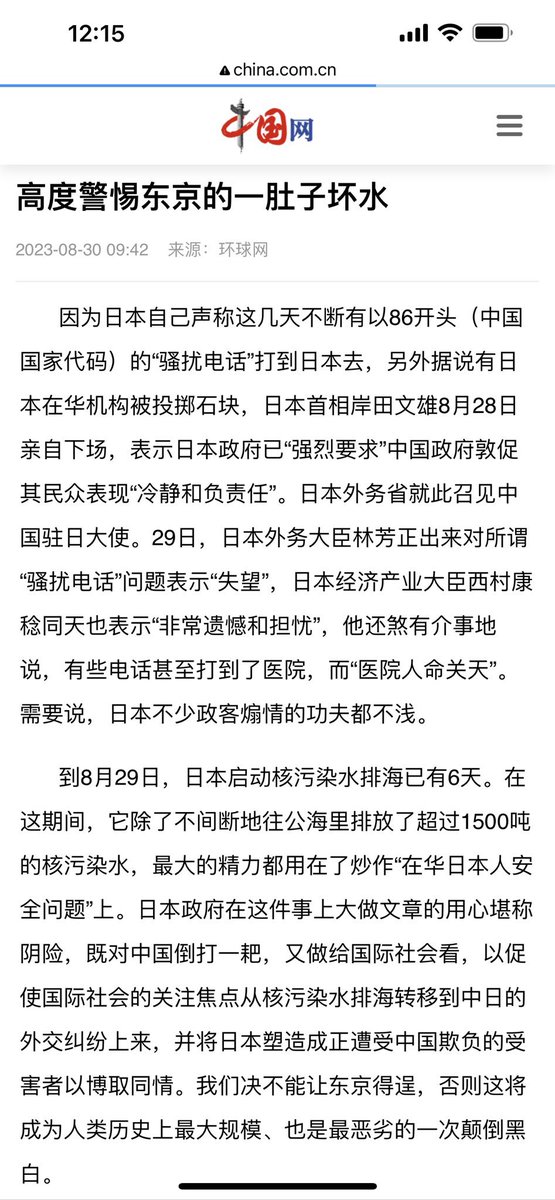 12:15
china.com.cn
中国网
高度警惕东京的一肚子坏水
2023-08-30 09:42 来源：环球网
因为日本自己声称这几天不断有以86开头（中国
国家代码）的“骚扰电话”打到日本去，另外据说有日
本在华机构被投掷石块，日本首相岸田文雄8月28日
亲自下场，表示日本政府已“强烈要求”中国政府敦促
其民众表现“冷静和负责任”。日本外务省就此召见中
国驻日大使。29日，日本外务大臣林芳正出来对所谓
“骚扰电话”问题表示“失望”，日本经济产业大臣西村康
稔同天也表示“非常遗憾和担忧”，他还煞有介事地
说，有些电话甚至打到了医院，而“医院人命关天”。
需要说，日本不少政客煽情的功夫都不浅。
到8月29日，日本启动核污染水排海已有6天。在
这期间，它除了不间断地往公海里排放了超过1500吨
的核污染水，最大的精力都用在了炒作“在华日本人安
全问题”上。日本政府在这件事上大做文章的用心堪称
阴险，既对中国倒打一耙，又做给国际社会看，以促
使国际社会的关注焦点从核污染水排海转移到中日的
外交纠纷上来，并将日本塑造成正遭受中国欺负的受
害者以博取同情。我们决不能让东京得逞，否则这将
成为人类历史上最大规模、也是最恶劣的一次颠倒黑
白。